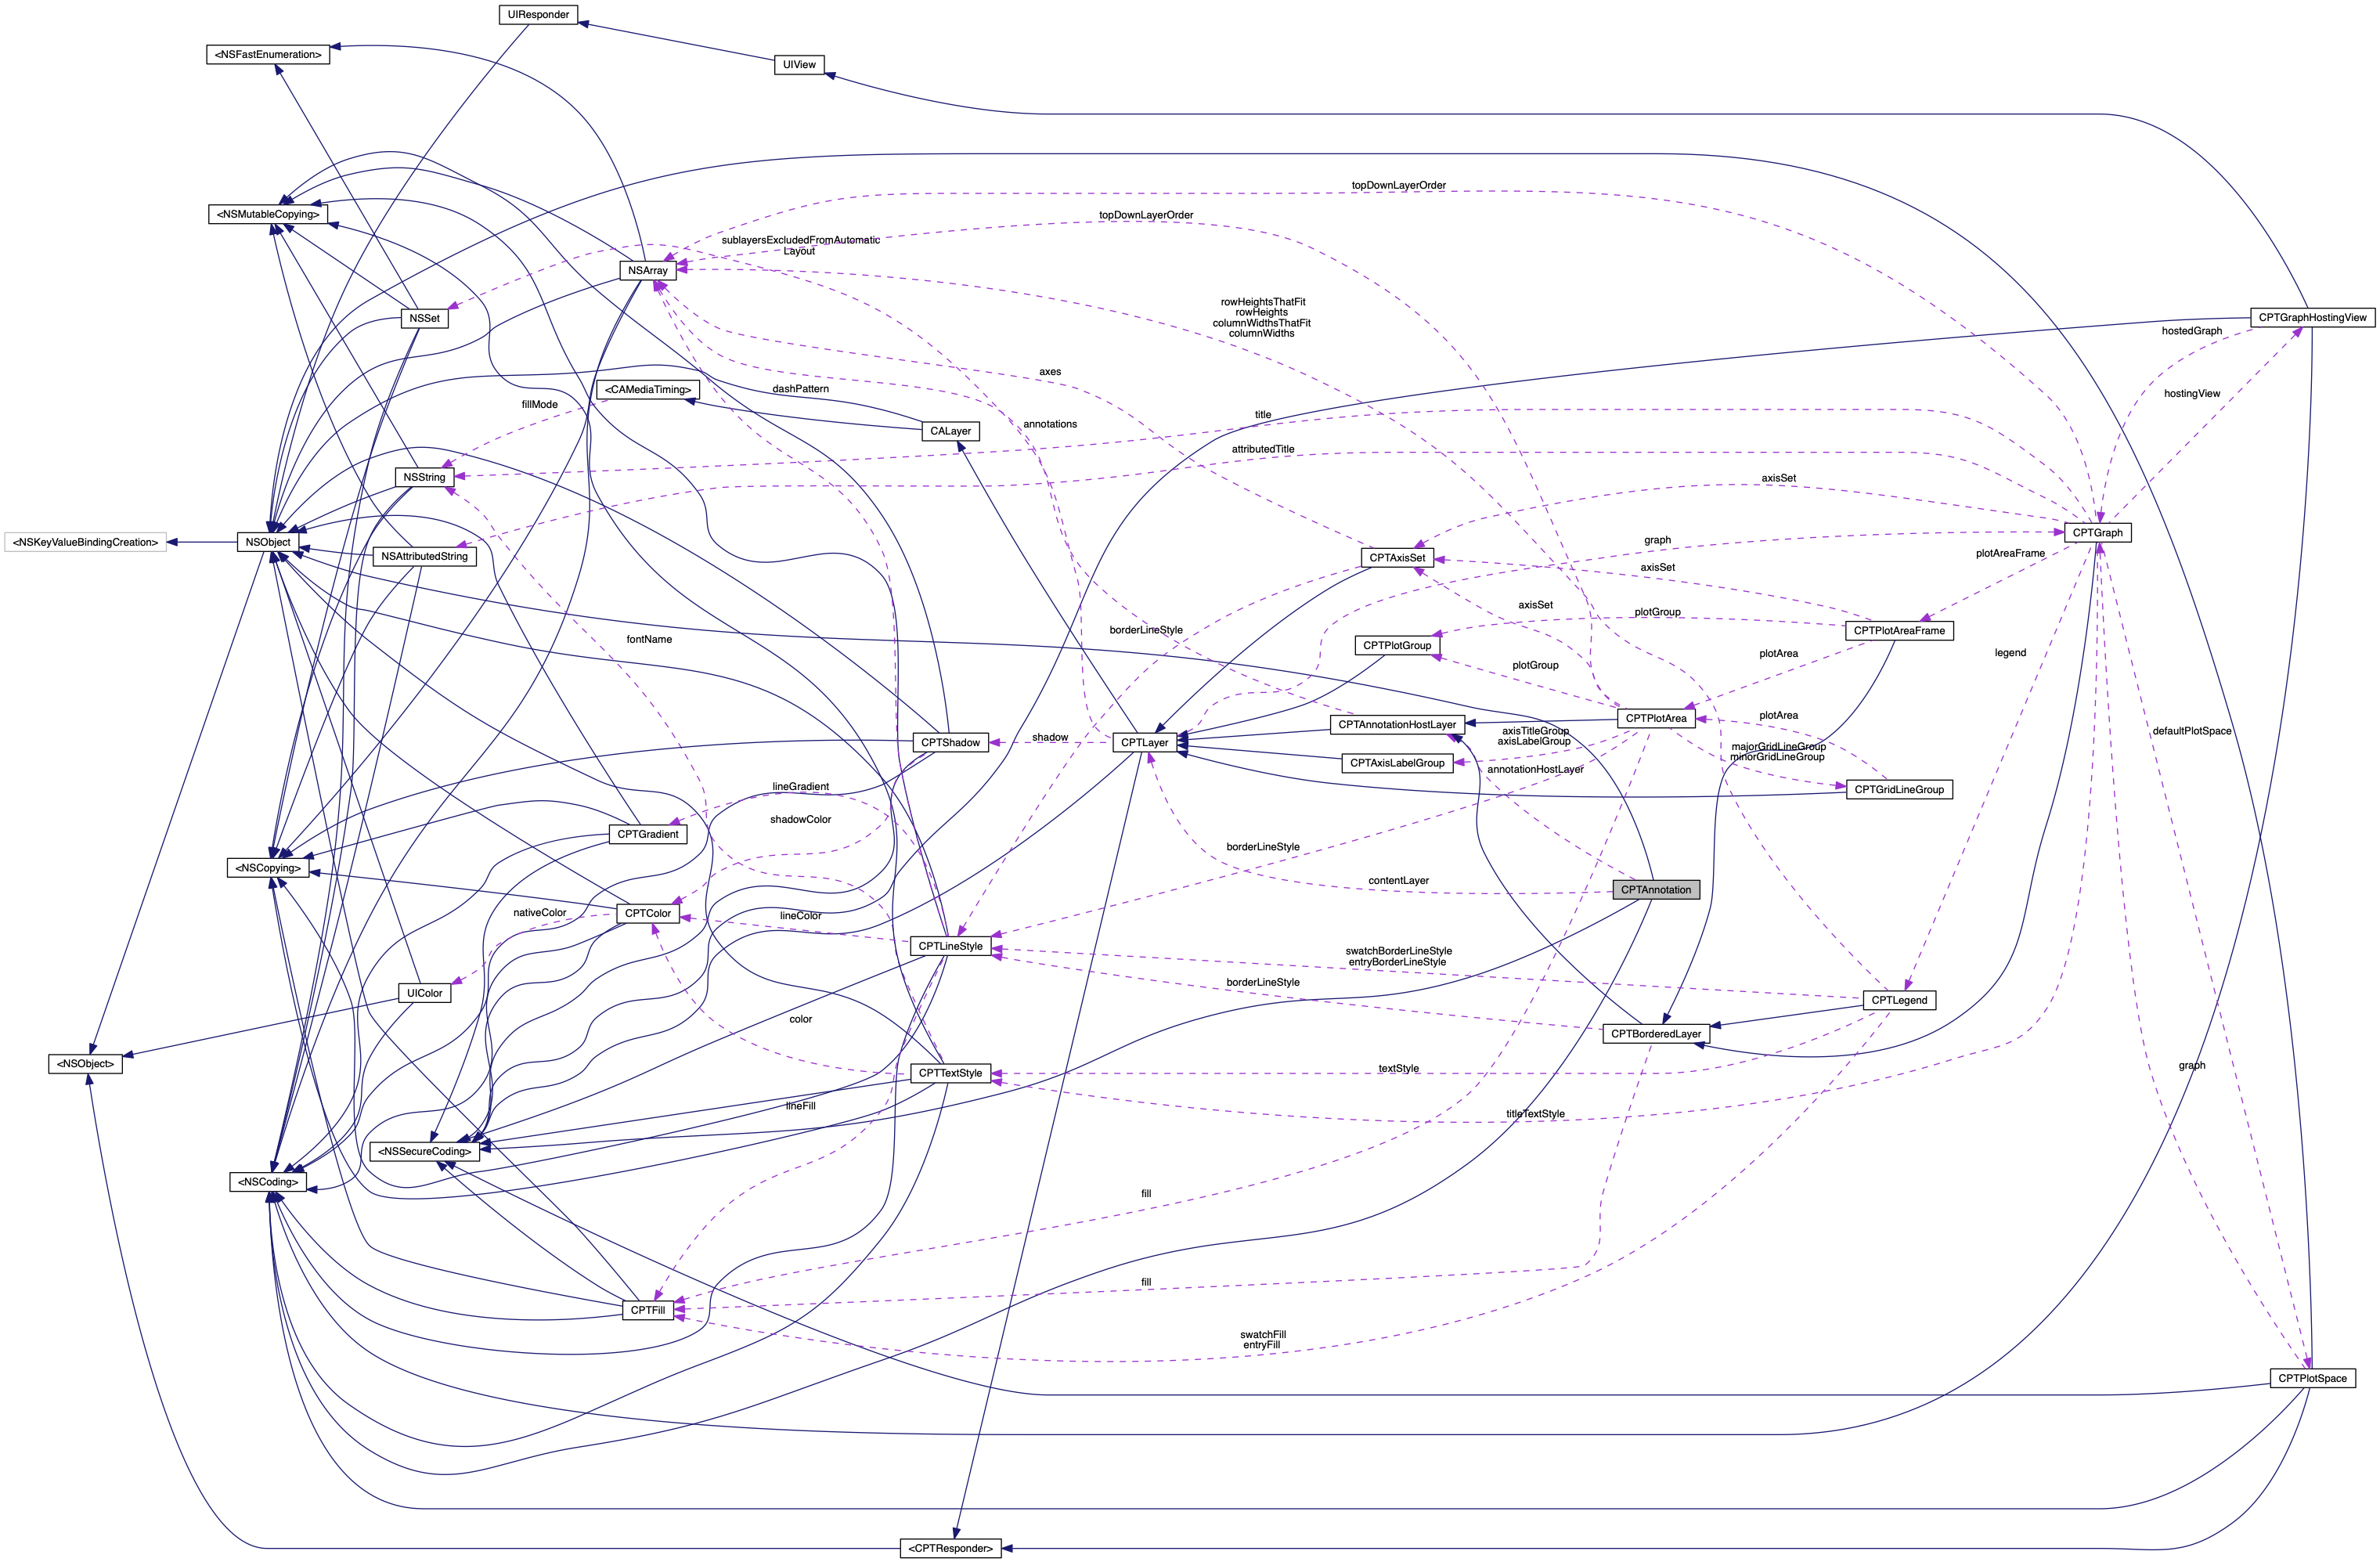 UIResponder
<NSFastEnumeration>
UIView
topDownLayerOrder
<NSMutableCopying>
topDownLayerOrder
sublayersExcludedFromAutomatic
Layout
NSArray
rowHeightsThatFit
rowHeights
columnWidthsThatFit
columnWidths
NSSet
CPTGraphHostingView
hostedGraph
axes
<CAMediaTiming>
dashPattern
hostingView
fillMode
title
annotations
CALayer
attributedTitle
NSString
axisSet
CPTGraph
<NSKeyValueBindingCreation>
NSObject
graph
NSAttributedString
CPTAxisSet
plotAreaFrame
axisSet
axisSet
plotGroup
borderLineStyle
fontName
CPTPlotAreaFrame
CPTPlotGroup
plotArea
legend
plotGroup
CPTPlotArea
plotArea
CPTAnnotationHostLayer
axisTitleGroup
axisLabelGroup
defaultPlotSpace
shadow
CPTShadow
CPTLayer
majorGridLineGroup
minorGridLineGroup
CPTAxisLabelGroup
annotationHostLayer
lineGradient
CPTGridLineGroup
shadowColor
CPTGradient
borderLineStyle
<NSCopying>
contentLayer
CPTAnnotation
nativeColor
CPTColor
lineColor
CPTLineStyle
swatchBorderLineStyle
entryBorderLineStyle
borderLineStyle
UIColor
CPTLegend
color
CPTBorderedLayer
<NSObject>
textStyle
graph
CPTTextStyle
lineFill
titleTextStyle
<NSSecureCoding>
<NSCoding>
fill
fill
CPTFill
swatchFill
entryFill
CPTPlotSpace
<CPTResponder>